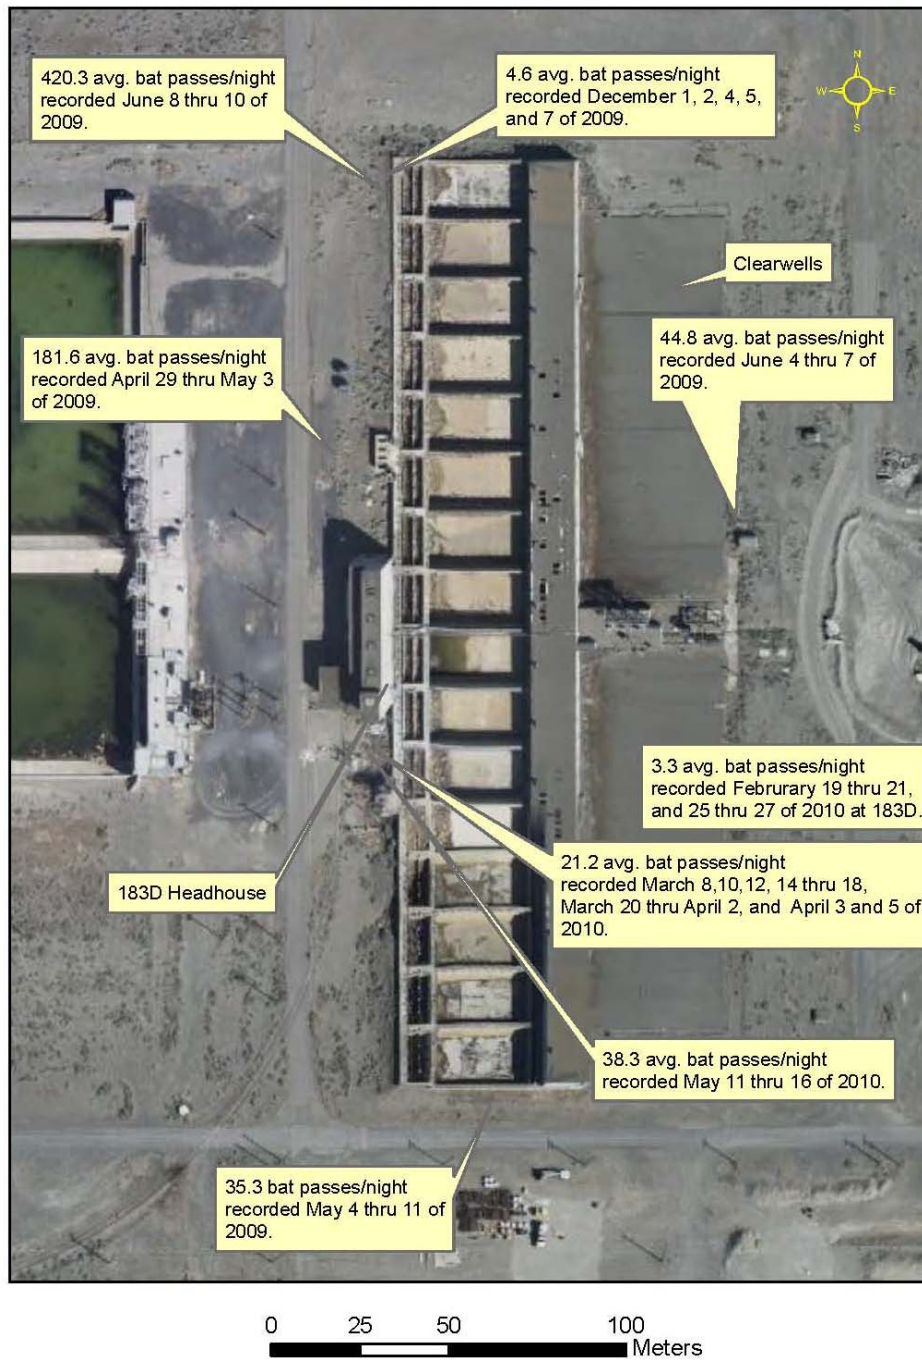 420.3 avg. bat passes/night
recorded June 8 thru 10 of
2009.
4.6 avg. bat passes/night
recorded December 1, 2, 4, 5,
and 7 of 2009.
N
W
E
S
Clearwells
181.6 avg. bat passes/night
recorded April 29 thru May 3
of 2009.
44.8 avg. bat passes/night
recorded June 4 thru 7 of
2009.
3.3 avg. bat passes/night
recorded Februrary 19 thru 21,
and 25 thru 27 of 2010 at 183D.
183D Headhouse
21.2 avg. bat passes/night
recorded March 8,10,12, 14 thru 18,
March 20 thru April 2, and April 3 and 5 of
2010.
38.3 avg. bat passes/night
recorded May 11 thru 16 of 2010.
35.3 bat passes/night
recorded May 4 thru 11 of
2009.
0 25 50 100
Meters